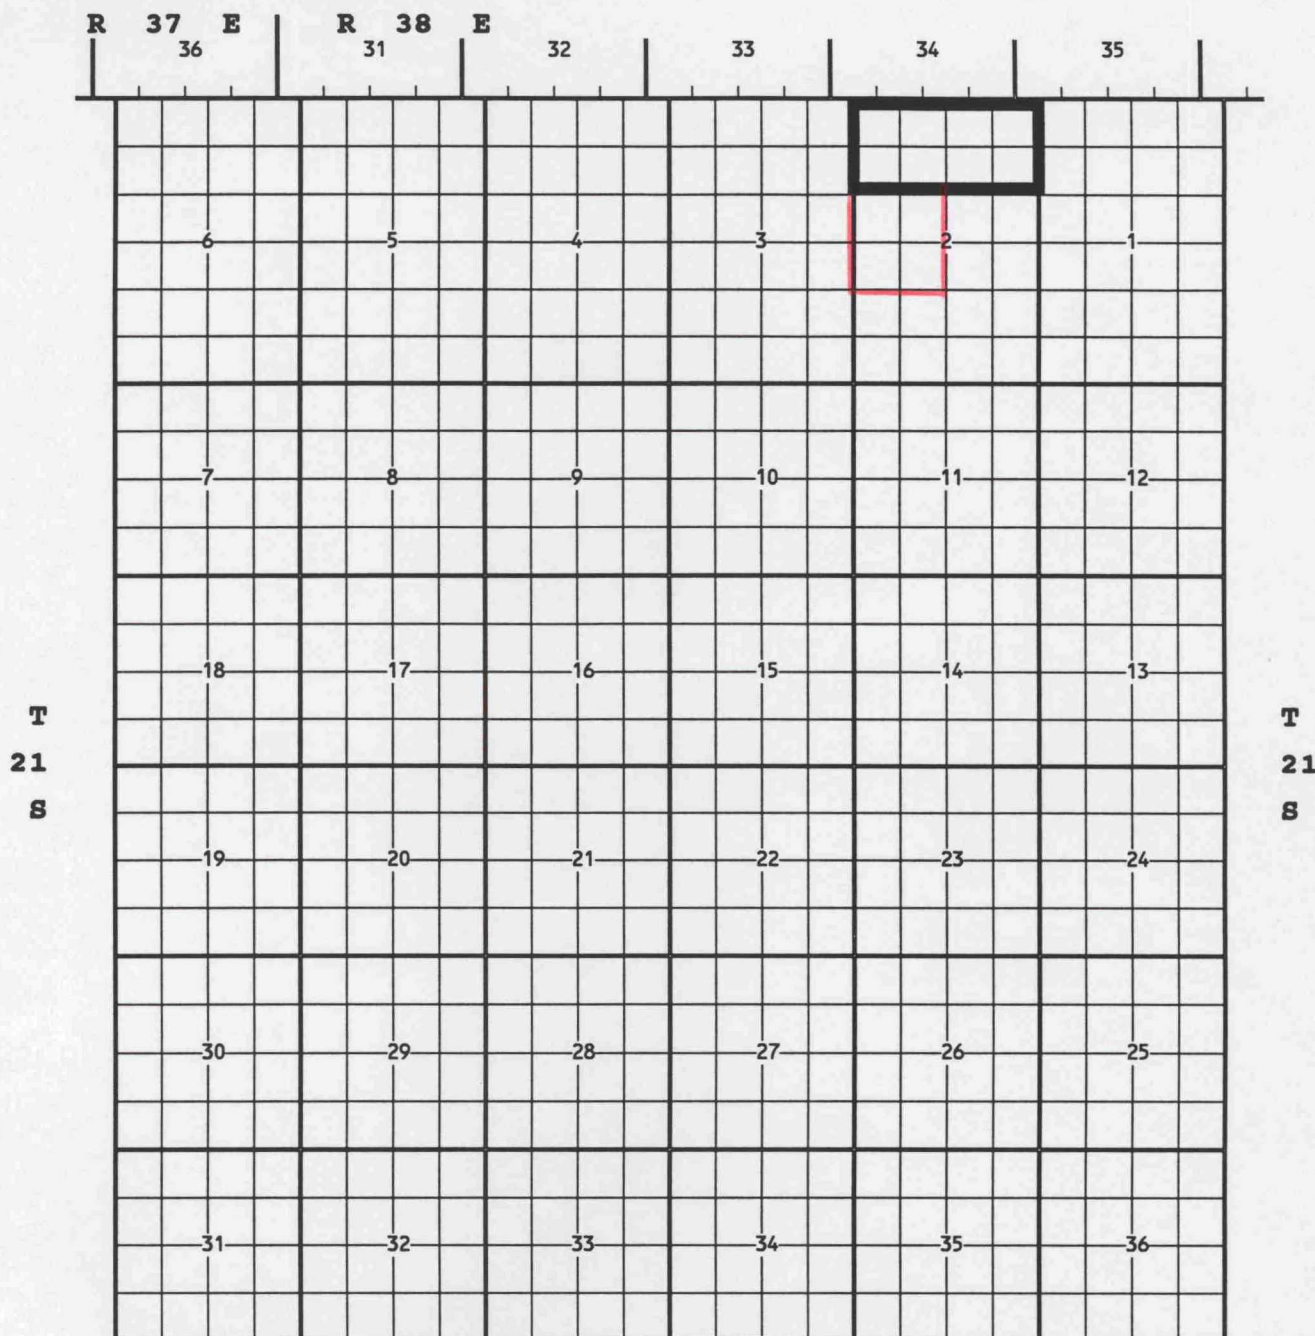 R 37 E R 38 E
36 31 32 33 34 35
6 5 4 3 2 1
7 8 9 10 11 12
18 17 16 15 14 13
T T
21 21
S S
19 20 21 22 23 24
30 29 28 27 26 25
31 32 33 34 35 36